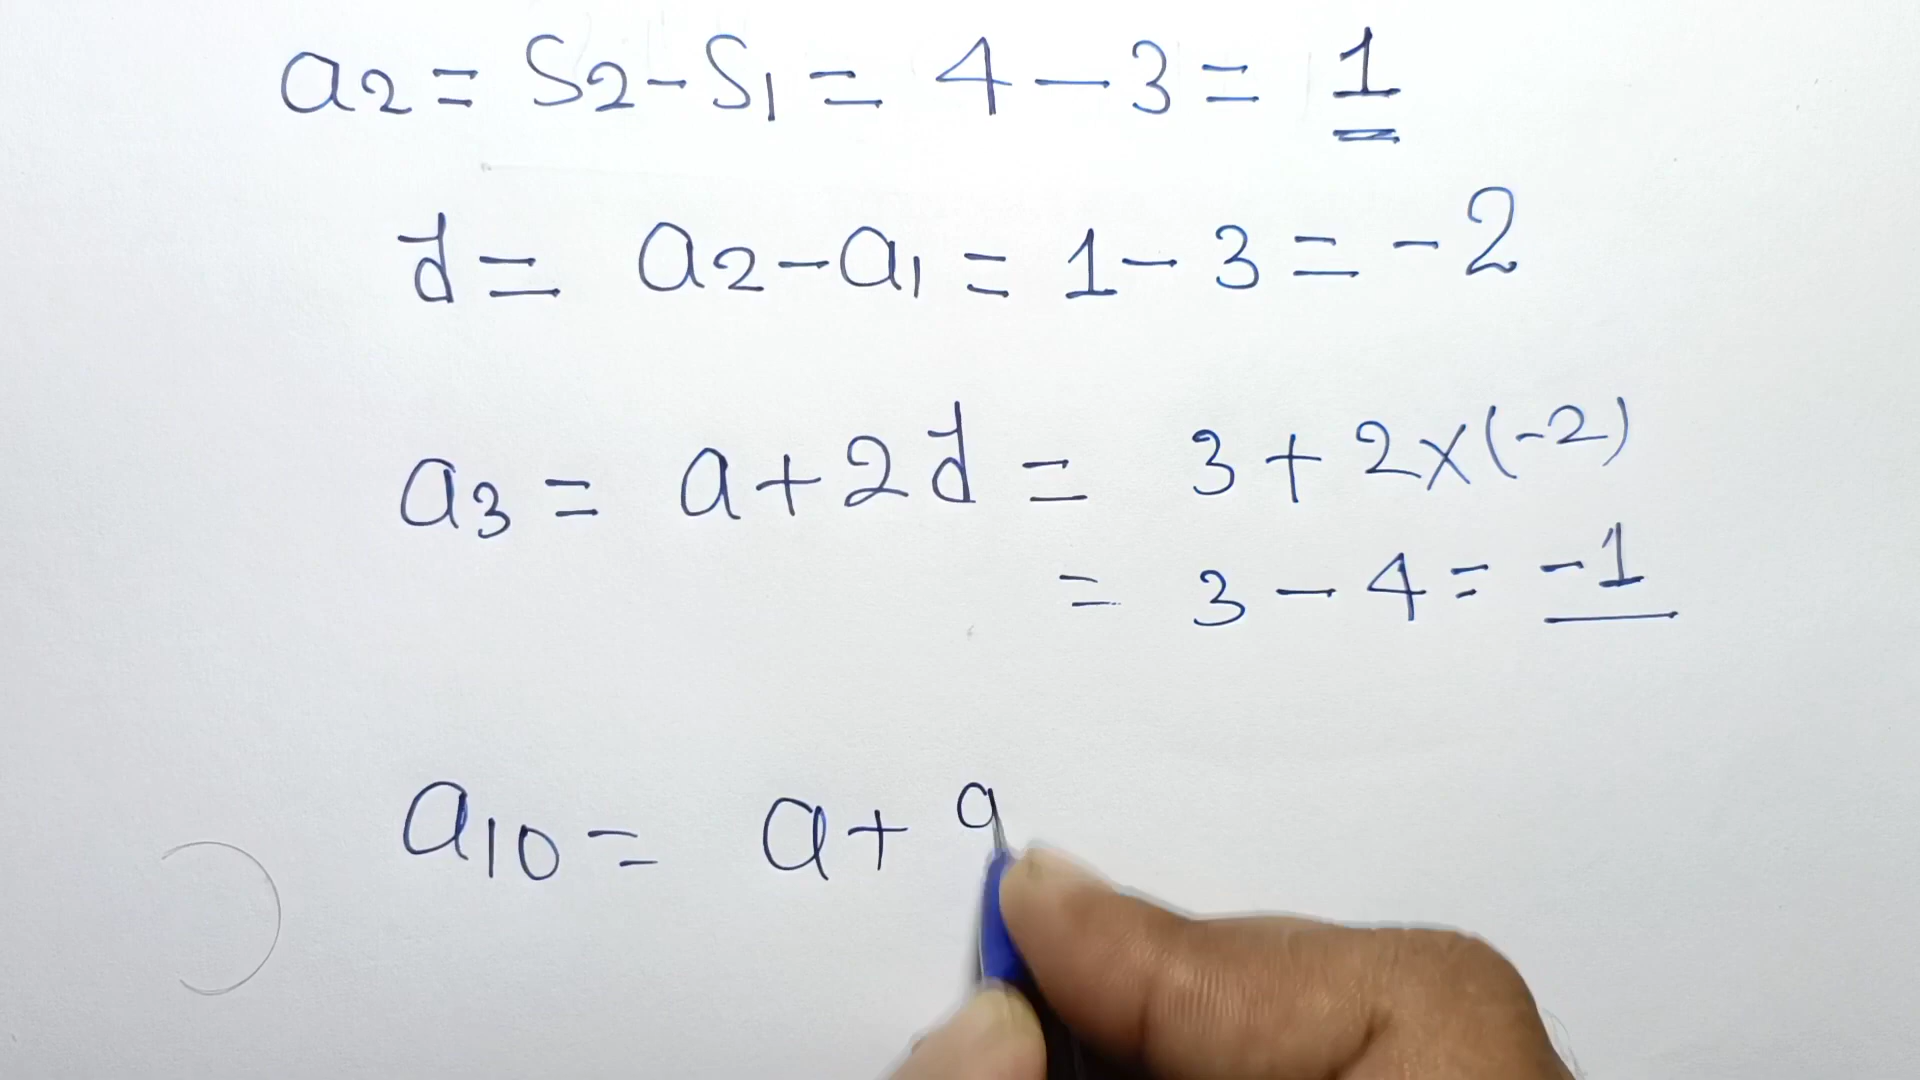 a2 = S2 - S1 = 4 - 3 = 1
d = a2 - a1 = 1 - 3 = -2
a3 = a + 2d = 3 + 2 × (-2)
= 3 - 4 = -1
a10 = a + 9